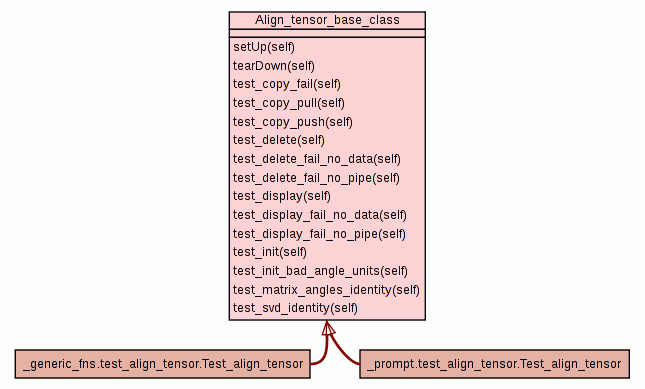 Align_tensor_base_class
setUp(self)
tearDown(self)
test_copy_fail(self)
test_copy_pull(self)
test_copy_push(self)
test_delete(self)
test_delete_fail_no_data(self)
test_delete_fail_no_pipe(self)
test_display(self)
test_display_fail_no_data(self)
test_display_fail_no_pipe(self)
test_init(self)
test_init_bad_angle_units(self)
test_matrix_angles_identity(self)
test_svd_identity(self)
_generic_fns.test_align_tensor.Test_align_tensor
_prompt.test_align_tensor.Test_align_tensor